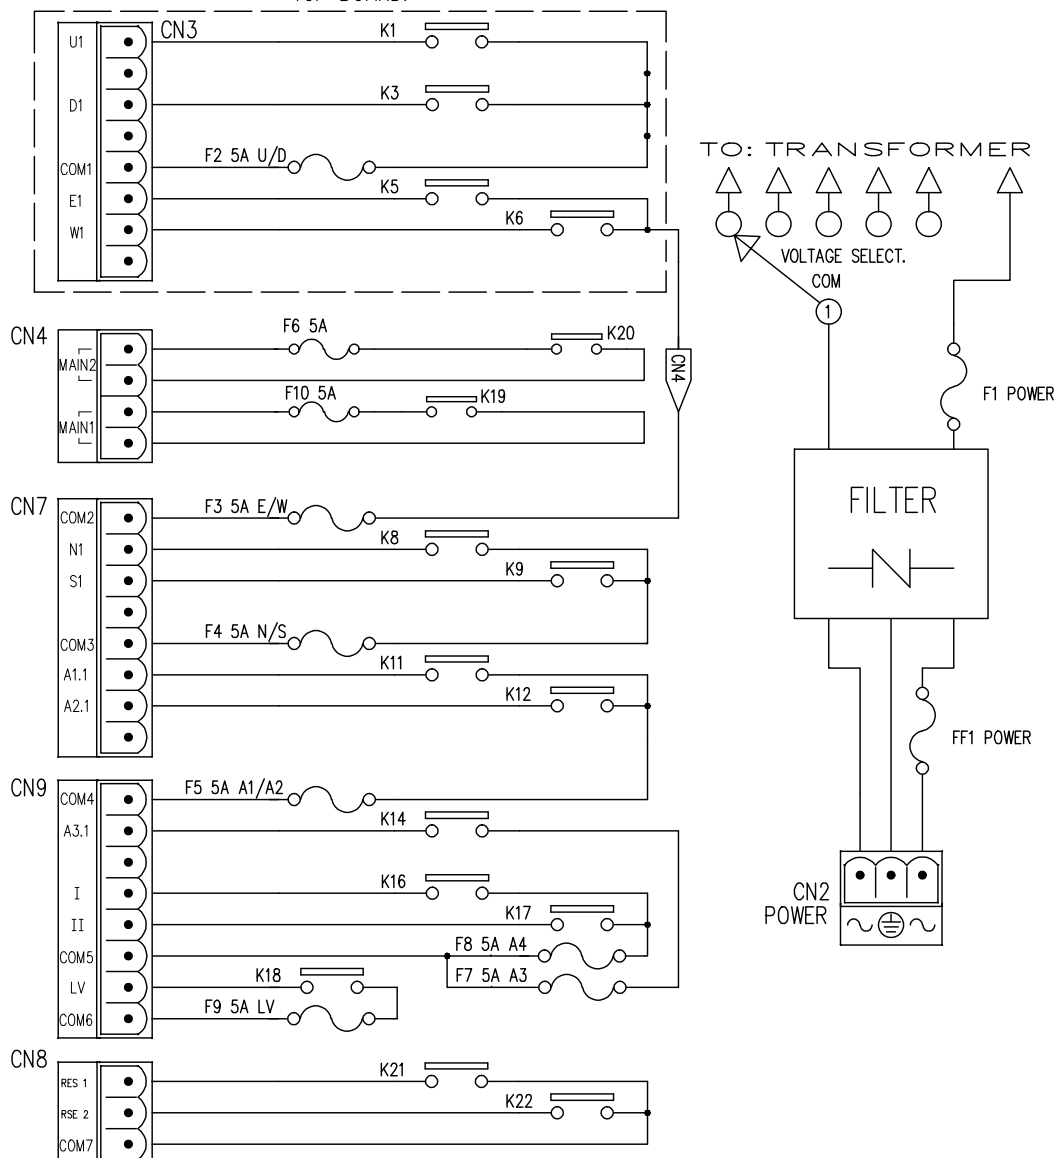 CN3
U1
K1
D1
K3
COM1
F2 5A U/D
E1
K5
W1
K6
CN4
MAIN2
F6 5A
K20
MAIN1
F10 5A
K19
CN4
CN7
COM2
F3 5A E/W
N1
K8
S1
K9
COM3
F4 5A N/S
A1.1
K11
A2.1
K12
CN9
COM4
F5 5A A1/A2
A3.1
K14
I
K16
II
K17
COM5
F8 5A A4
LV
K18
F7 5A A3
COM6
F9 5A LV
CN8
RES 1
K21
RSE 2
K22
COM7
TO: TRANSFORMER
VOLTAGE SELECT.
COM
1
F1 POWER
FILTER
FF1 POWER
CN2
POWER